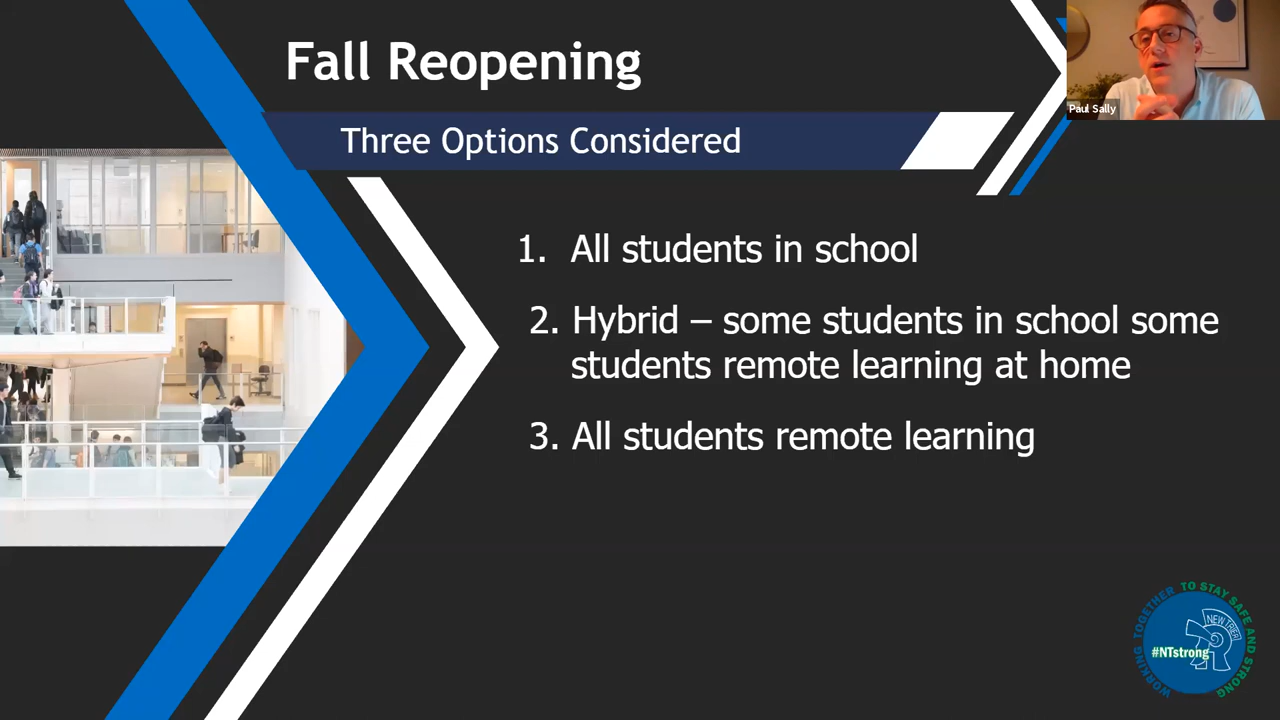 Fall Reopening
Paul Sally
Three Options Considered
1. All students in school
2. Hybrid – some students in school some
students remote learning at home
3. All students remote learning
WORKING TOGETHER TO STAY SAFE AND STRONG
NEW TRIER
#NTstrong